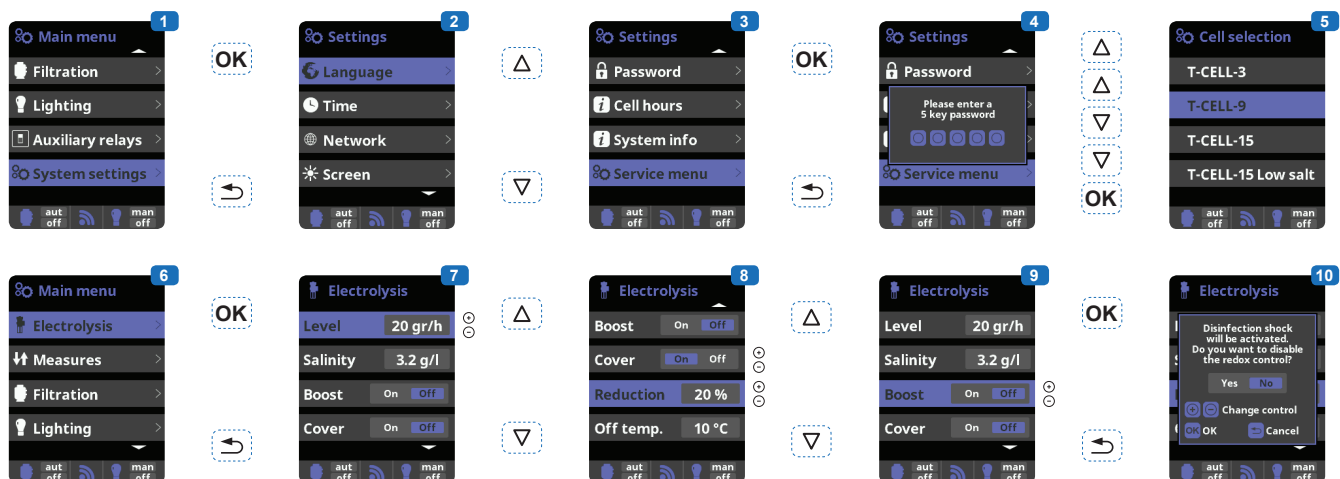 1
Main menu
Filtration
Lighting
Auxiliary relays
System settings
aut
off
man
off
OK
2
Settings
Language
Time
Network
Screen
aut
off
man
off
3
Settings
Password
Cell hours
System info
Service menu
aut
off
man
off
OK
4
Settings
Password
Please enter a
5 key password
Service menu
aut
off
man
off
OK
5
Cell selection
T-CELL-3
T-CELL-9
T-CELL-15
T-CELL-15 Low salt
aut
off
man
off
6
Main menu
Electrolysis
Measures
Filtration
Lighting
aut
off
man
off
OK
7
Electrolysis
Level 20 gr/h
Salinity 3.2 g/l
Boost On Off
Cover On Off
aut
off
man
off
8
Electrolysis
Boost On Off
Cover On Off
Reduction 20 %
Off temp. 10 °C
aut
off
man
off
9
Electrolysis
Level 20 gr/h
Salinity 3.2 g/l
Boost On Off
Cover On Off
aut
off
man
off
OK
10
Electrolysis
Disinfection shock
will be activated.
Do you want to disable
the redox control?
Yes No
Change control
OK OK Cancel
aut
off
man
off